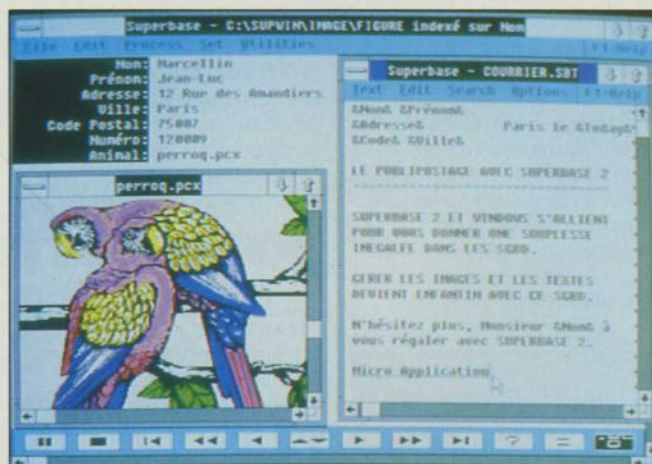 Superbase - C:\SUPWIN\IMAGE\FIGURE indexé sur Nom
File Edit Process Set Utilities F1=Help
Nom: Marcellin
Prénom: Jean-Luc
Adresse: 12 Rue des Amandiers
Ville: Paris
Code Postal: 75007
Numéro: 120009
Animal: perroq.pcx
perroq.pcx
Superbase - COURRIER.SBT
Text Edit Search Options F1=Help
&Nom& &Prénom&
&Adresse& Paris le &Today&
&Code& &Ville&
LE PUBLIPOSTAGE AVEC SUPERBASE 2
--------------------------------
SUPERBASE 2 ET WINDOWS S'ALLIENT
POUR VOUS DONNER UNE SOUPLESSE
INEGALEE DANS LES SGBD.
GERER LES IMAGES ET LES TEXTES
DEVIENT ENFANTIN AVEC CE SGBD.
N'hésitez plus, Monsieur &Nom& à
vous régaler avec SUPERBASE 2.
Micro Application